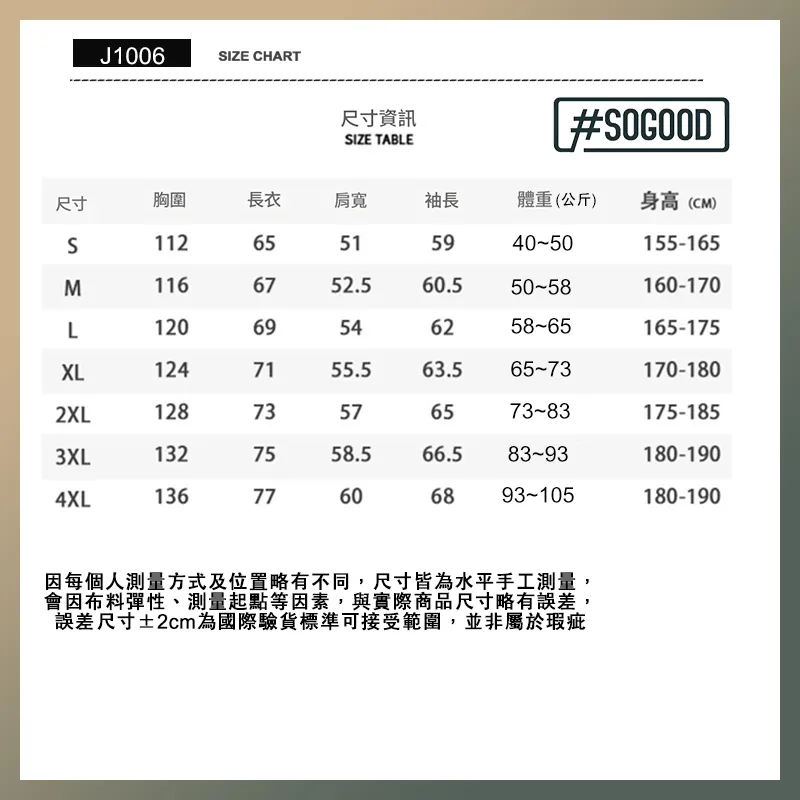 J1006 SIZE CHART
尺寸資訊
SIZE TABLE
#SOGOOD
尺寸 胸圍 長衣 肩寬 袖長 體重(公斤) 身高 (CM)
S 112 65 51 59 40~50 155-165
M 116 67 52.5 60.5 50~58 160-170
L 120 69 54 62 58~65 165-175
XL 124 71 55.5 63.5 65~73 170-180
2XL 128 73 57 65 73~83 175-185
3XL 132 75 58.5 66.5 83~93 180-190
4XL 136 77 60 68 93~105 180-190
因每個人測量方式及位置略有不同，尺寸皆為水平手工測量，
會因布料彈性、測量起點等因素，與實際商品尺寸略有誤差，
誤差尺寸±2cm為國際驗貨標準可接受範圍，並非屬於瑕疵